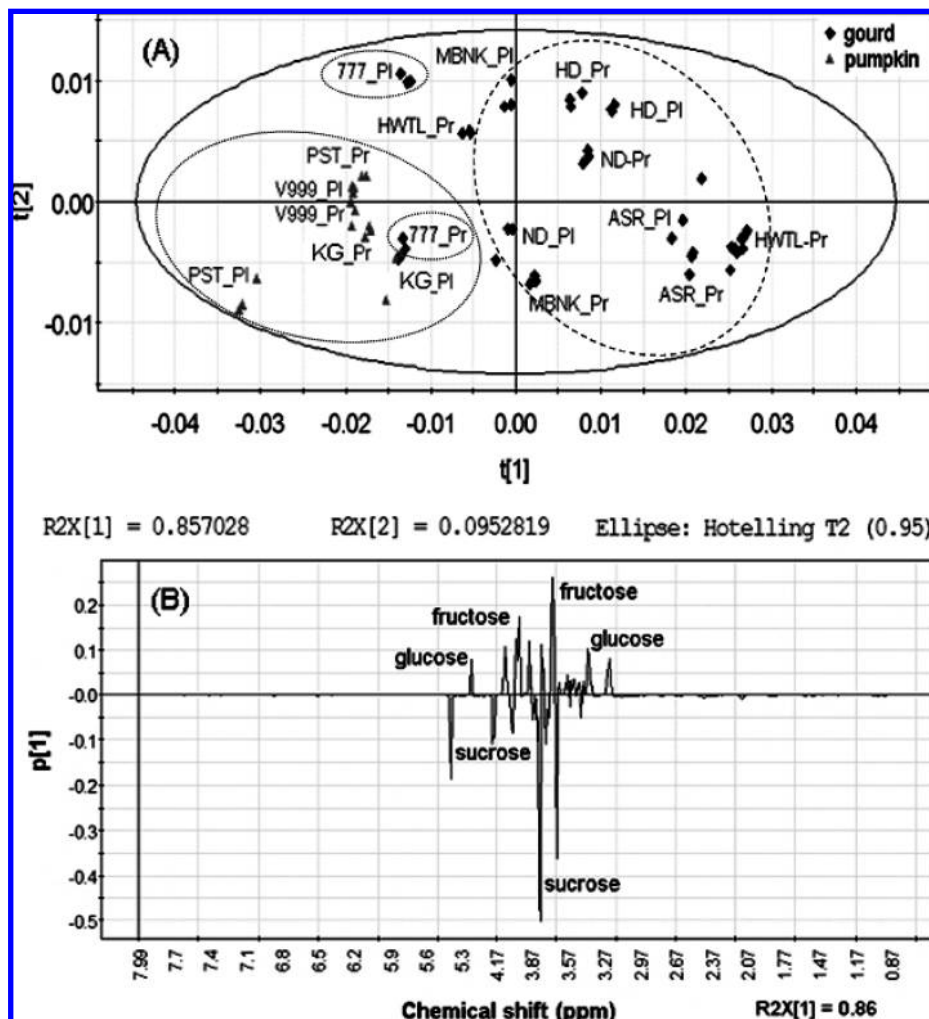 (A)
gourd
pumpkin
777_Pl
MBNK_Pl
HD_Pr
HD_Pl
HWTL_Pr
PST_Pr
ND-Pr
V999_Pl
V999_Pr
777_Pr
ASR_Pl
ND_Pl
HWTL-Pr
KG_Pr
KG_Pl
PST_Pl
MBNK_Pr
ASR_Pr
t[2]
0.01
0.00
-0.01
-0.04 -0.03 -0.02 -0.01 0.00 0.01 0.02 0.03 0.04
t[1]
R2X[1] = 0.857028 R2X[2] = 0.0952819 Ellipse: Hotelling T2 (0.95)
(B)
fructose
fructose
glucose
glucose
sucrose
sucrose
p[1]
0.2
0.1
-0.0
-0.1
-0.2
-0.3
-0.4
-0.5
7.99 7.7 7.4 7.1 6.8 6.5 6.2 5.9 5.6 5.3 4.17 3.87 3.57 3.27 2.97 2.67 2.37 2.07 1.77 1.47 1.17 0.87
Chemical shift (ppm)
R2X[1] = 0.86